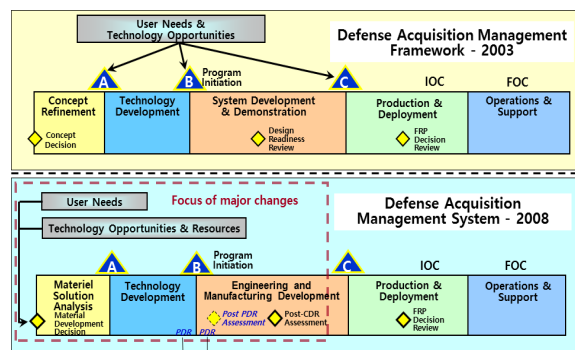 User Needs &
Technology Opportunities
Defense Acquisition Management
Framework - 2003
A
B
Program
Initiation
C
IOC
FOC
Concept
Refinement
Technology
Development
System Development
& Demonstration
Production &
Deployment
Operations &
Support
Concept
Decision
Design
Readiness
Review
FRP
Decision
Review
User Needs
Focus of major changes
Defense Acquisition
Management System - 2008
Technology Opportunities & Resources
A
B
Program
Initiation
C
IOC
FOC
Materiel
Solution
Analysis
Technology
Development
Engineering and
Manufacturing Development
Production &
Deployment
Operations &
Support
Material
Development
Decision
Post PDR
Assessment
Post-CDR
Assessment
FRP
Decision
Review
PDR
PDR